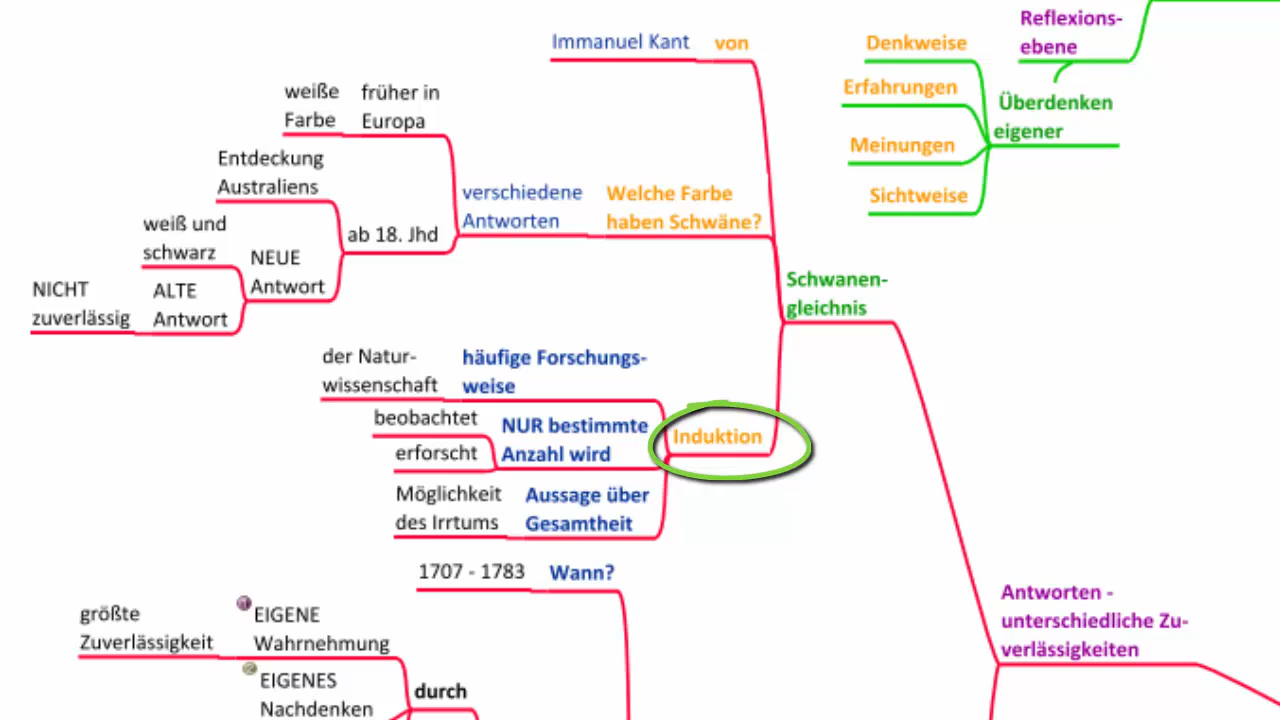 Reflexions-
ebene
Immanuel Kant von
Denkweise
Erfahrungen
Überdenken
eigener
Meinungen
Sichtweise
weiße
Farbe
früher in
Europa
Entdeckung
Australiens
verschiedene
Antworten
Welche Farbe
haben Schwäne?
weiß und
schwarz
ab 18. Jhd
NEUE
Antwort
NICHT
zuverlässig
ALTE
Antwort
Schwanen-
gleichnis
der Natur-
wissenschaft
häufige Forschungs-
weise
beobachtet
erforscht
NUR bestimmte
Anzahl wird
Induktion
Möglichkeit
des Irrtums
Aussage über
Gesamtheit
1707 - 1783 Wann?
Antworten -
unterschiedliche Zu-
verlässigkeiten
größte
Zuverlässigkeit
EIGENE
Wahrnehmung
EIGENES
Nachdenken
durch